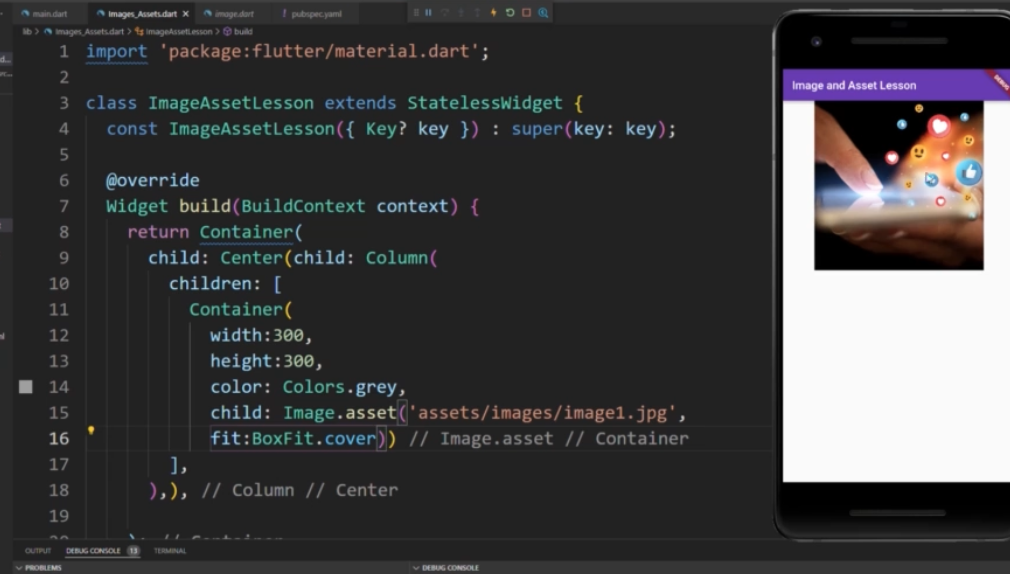 main.dart
Images_Assets.dart
image.dart
pubspec.yaml
lib > Images_Assets.dart > ImageAssetLesson > build
1 import 'package:flutter/material.dart';
2
3 class ImageAssetLesson extends StatelessWidget {
4 const ImageAssetLesson({ Key? key }) : super(key: key);
5
6 @override
7 Widget build(BuildContext context) {
8 return Container(
9 child: Center(child: Column(
10 children: [
11 Container(
12 width:300,
13 height:300,
14 color: Colors.grey,
15 child: Image.asset('assets/images/image1.jpg',
16 fit:BoxFit.cover)) // Image.asset // Container
17 ],
18 ),), // Column // Center
19
Image and Asset Lesson
DEBUG
OUTPUT
DEBUG CONSOLE 13
TERMINAL
PROBLEMS
DEBUG CONSOLE